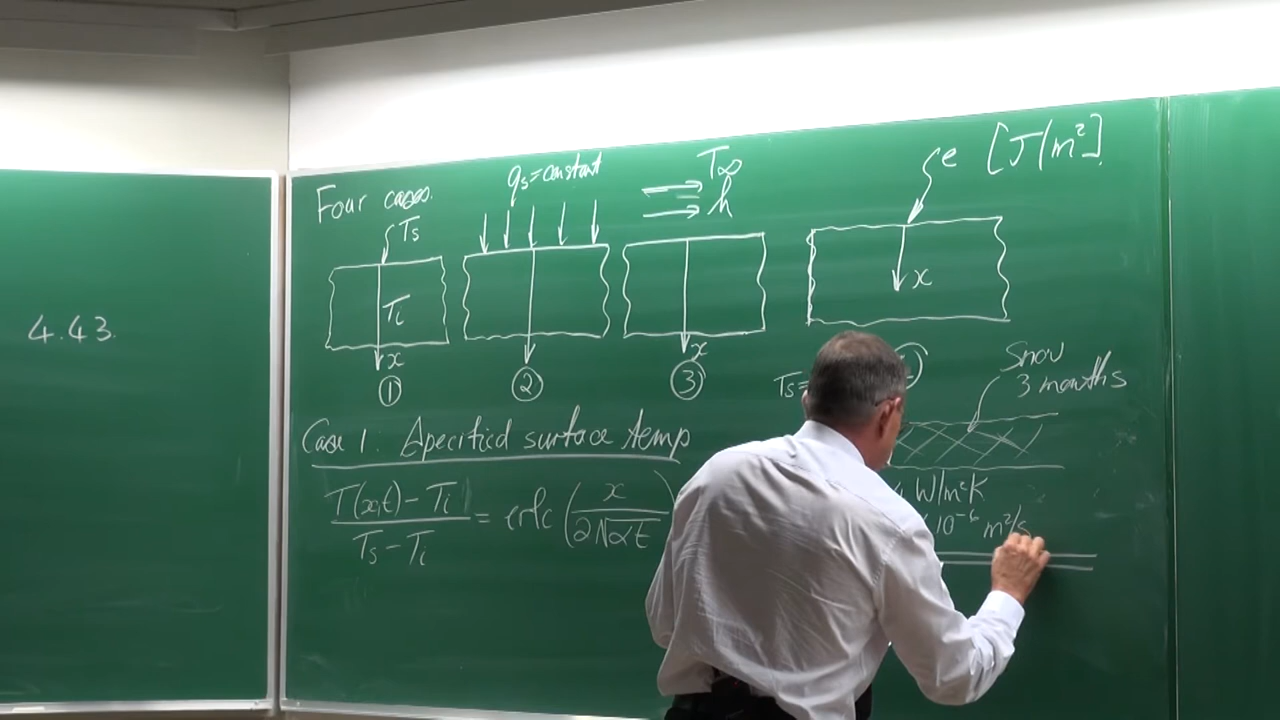 4.43.
Four cases.
Ts
Ti
x
①
qs = constant
②
T∞
h
x
③
e [J/m²].
x
Ts=
Snow
3 months
W/m²K
10⁻⁶ m²/s
Case 1. Specified surface temp
T(x,t) - Ti / Ts - Ti = erfc (x / 2√αt)